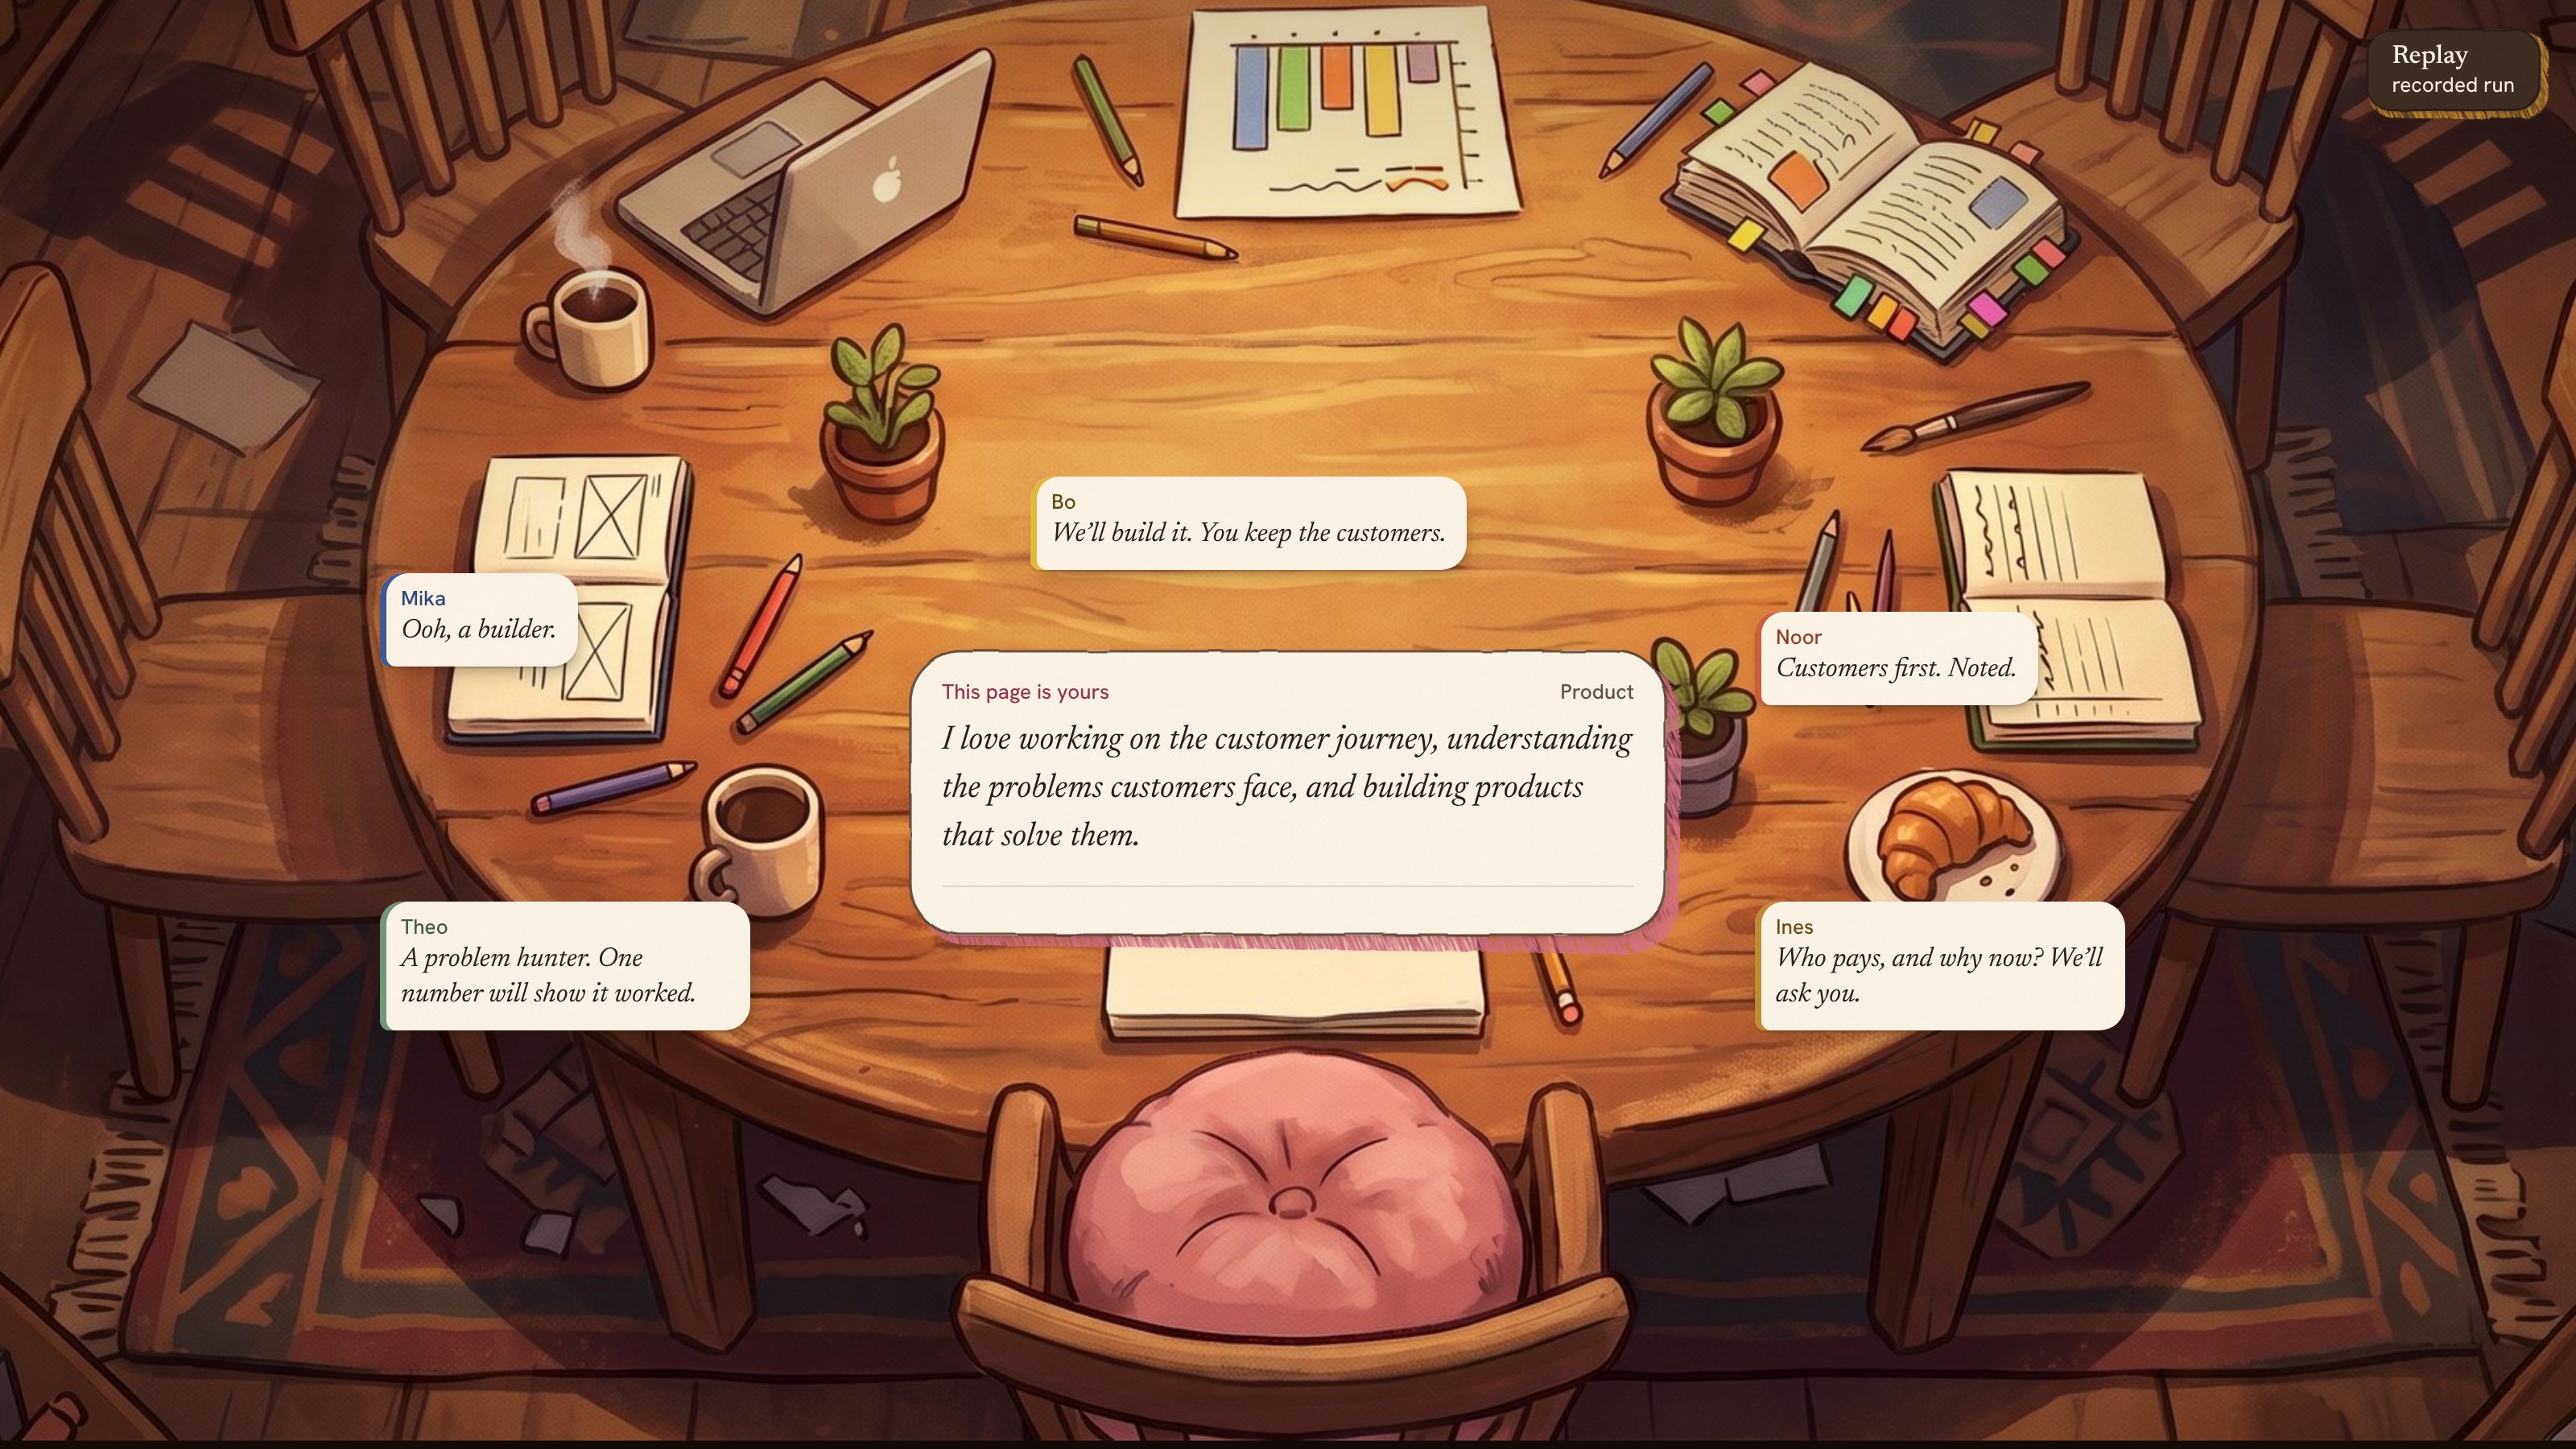 Replay
recorded run
Bo
We’ll build it. You keep the customers.
Mika
Ooh, a builder.
Noor
Customers first. Noted.
This page is yours
Product
I love working on the customer journey, understanding
the problems customers face, and building products
that solve them.
Theo
A problem hunter. One
number will show it worked.
Ines
Who pays, and why now? We’ll
ask you.